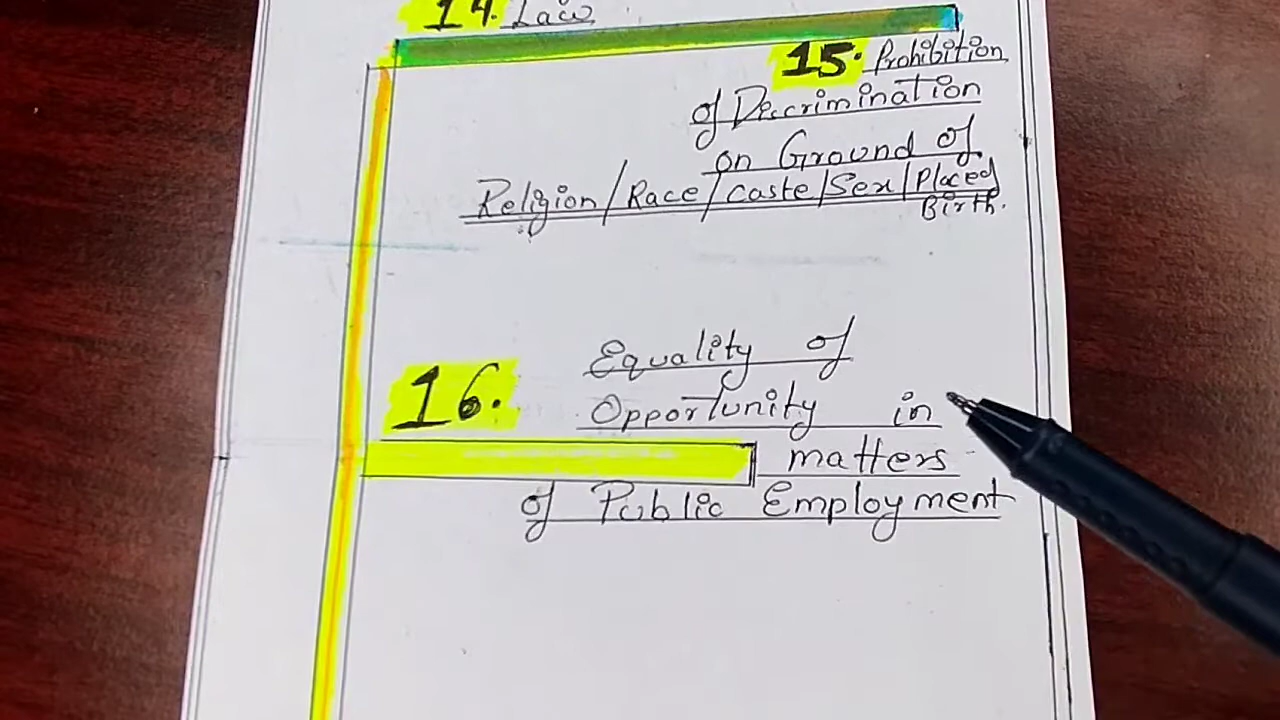 14. Law
15. Prohibition
of Discrimination
on Ground of
Religion/Race/Caste/Sex/Place of
Birth.
16. Equality of
Opportunity in
matters
of Public Employment